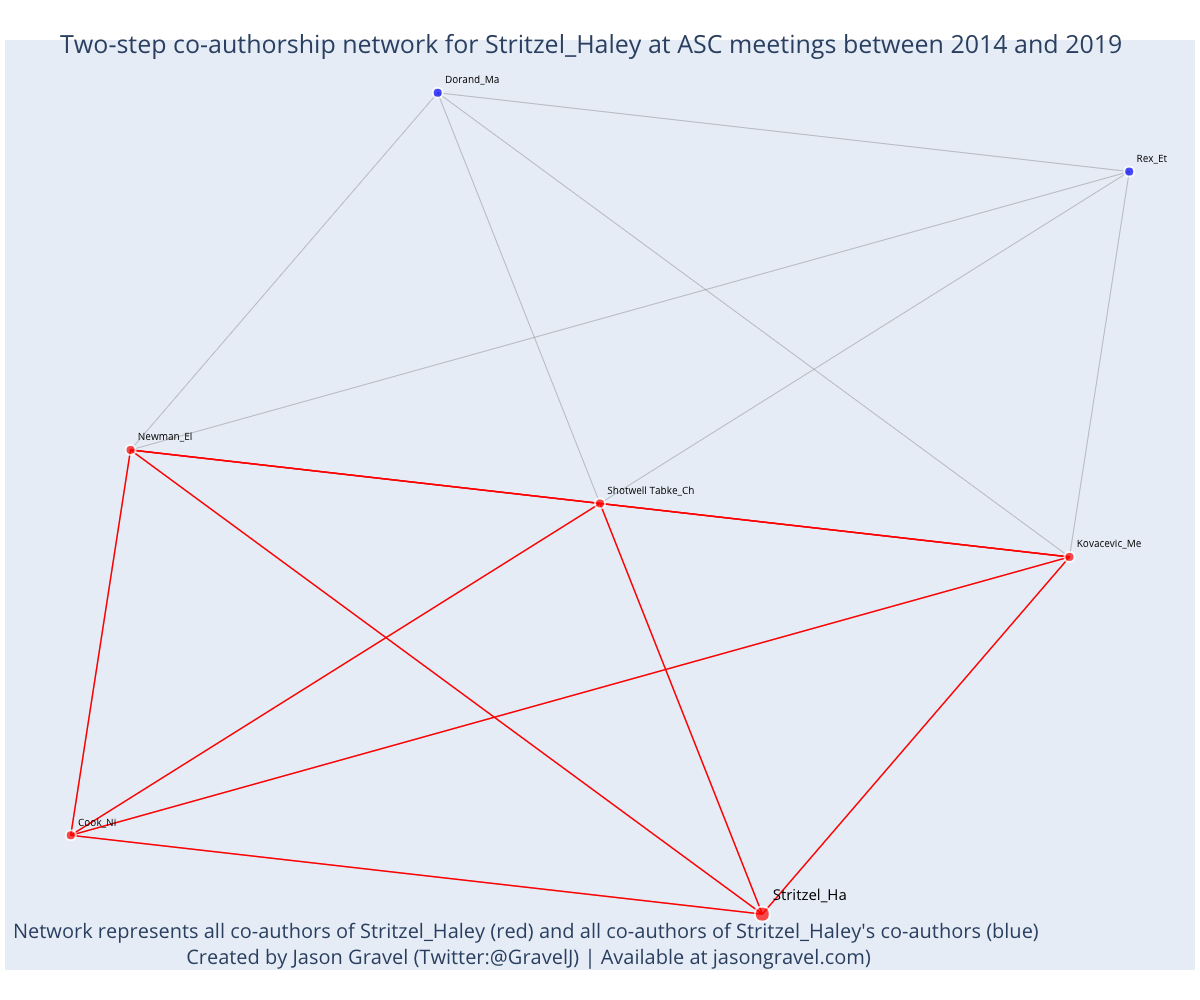 Two-step co-authorship network for Stritzel_Haley at ASC meetings between 2014 and 2019
Dorand_Ma
Rex_Et
Newman_El
Shotwell Tabke_Ch
Kovacevic_Me
Cook_Ni
Stritzel_Ha
Network represents all co-authors of Stritzel_Haley (red) and all co-authors of Stritzel_Haley's co-authors (blue)
Created by Jason Gravel (Twitter:@GravelJ) | Available at jasongravel.com)